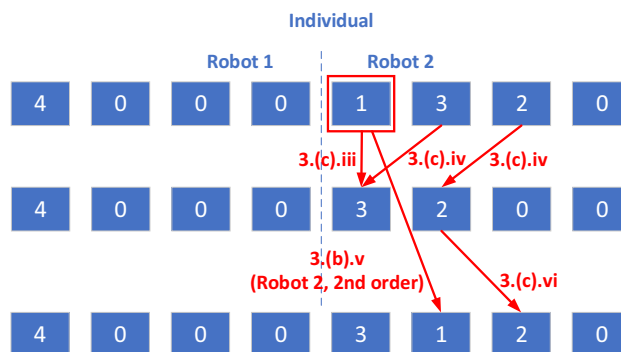 Individual
Robot 1 Robot 2
4 0 0 0 1 3 2 0
3.(c).iii 3.(c).iv 3.(c).iv
4 0 0 0 3 2 0 0
3.(b).v
(Robot 2, 2nd order) 3.(c).vi
4 0 0 0 3 1 2 0